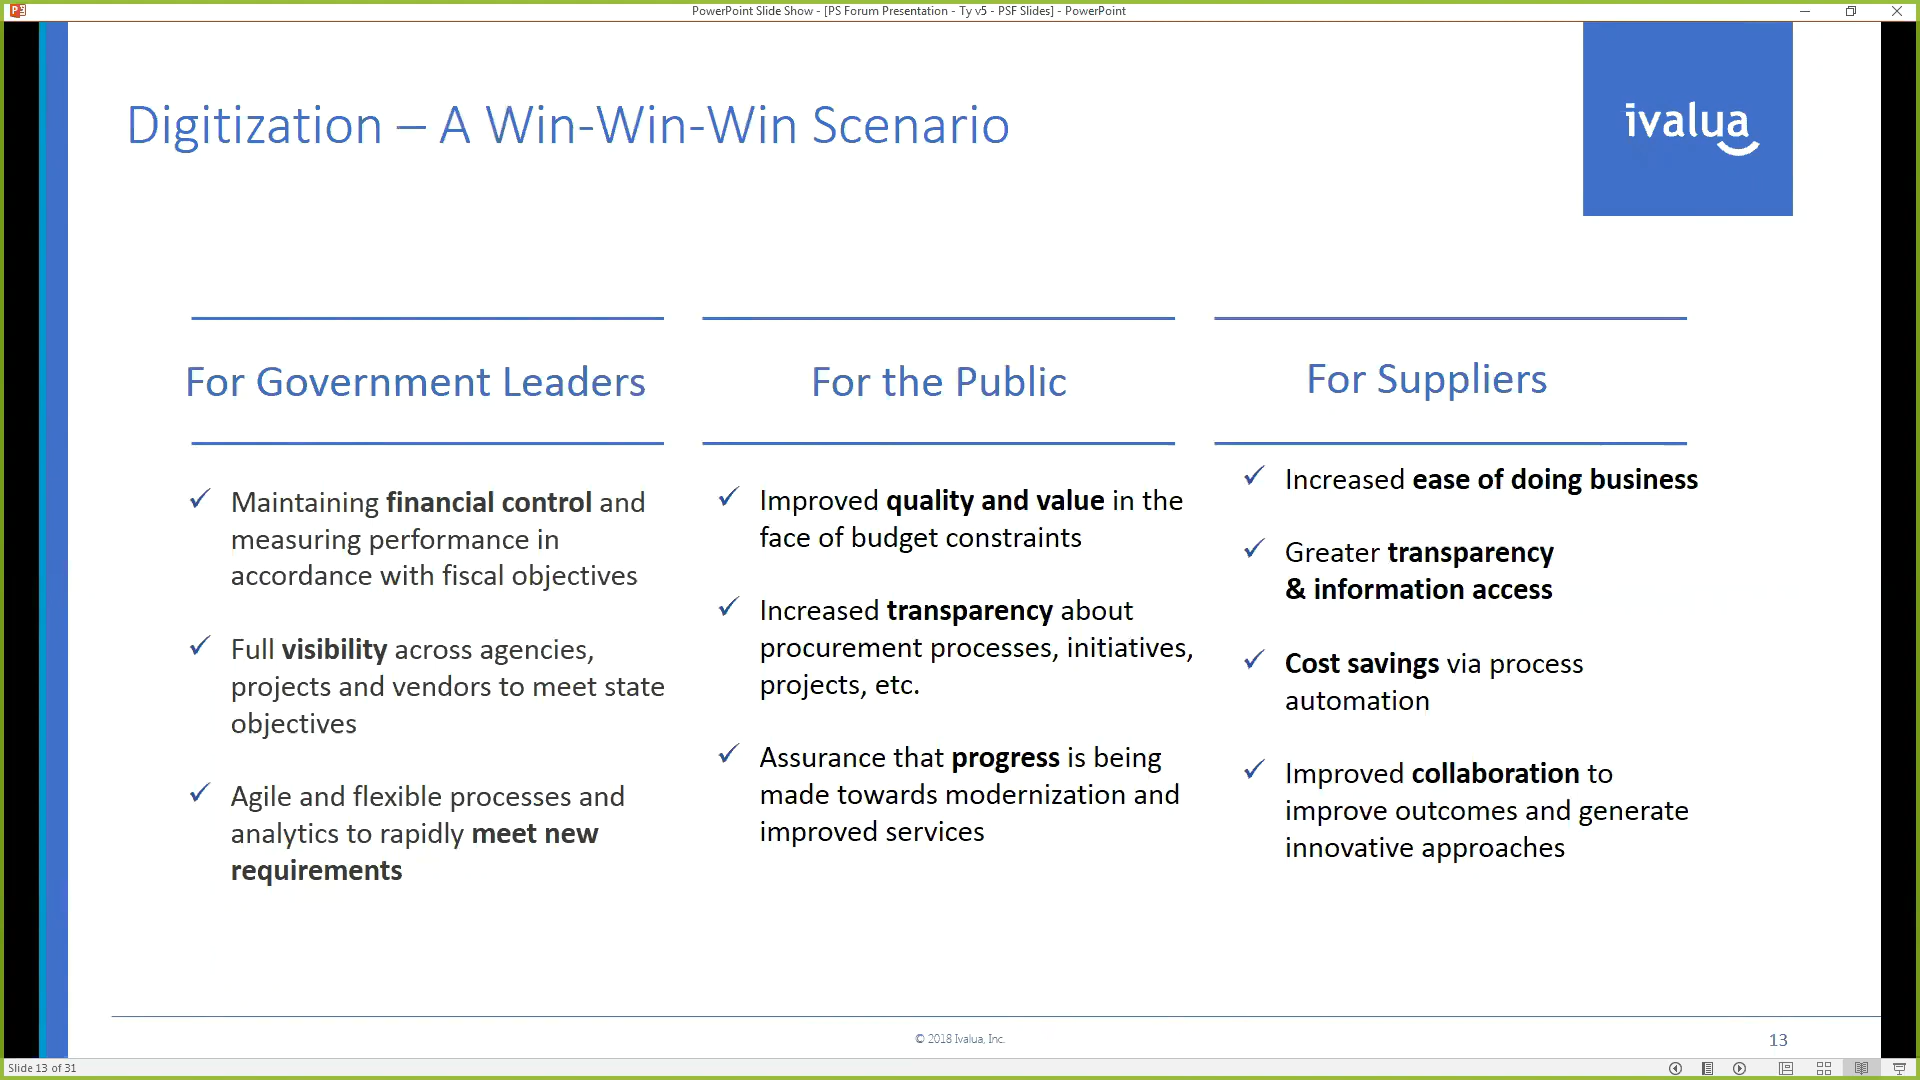 PowerPoint Slide Show - [PS Forum Presentation - Ty v5 - PSF Slides] - PowerPoint
Digitization – A Win-Win-Win Scenario
ivalua
For Government Leaders
Maintaining financial control and
measuring performance in
accordance with fiscal objectives
Full visibility across agencies,
projects and vendors to meet state
objectives
Agile and flexible processes and
analytics to rapidly meet new
requirements
For the Public
Improved quality and value in the
face of budget constraints
Increased transparency about
procurement processes, initiatives,
projects, etc.
Assurance that progress is being
made towards modernization and
improved services
For Suppliers
Increased ease of doing business
Greater transparency
& information access
Cost savings via process
automation
Improved collaboration to
improve outcomes and generate
innovative approaches
© 2018 Ivalua, Inc.
13
Slide 13 of 31